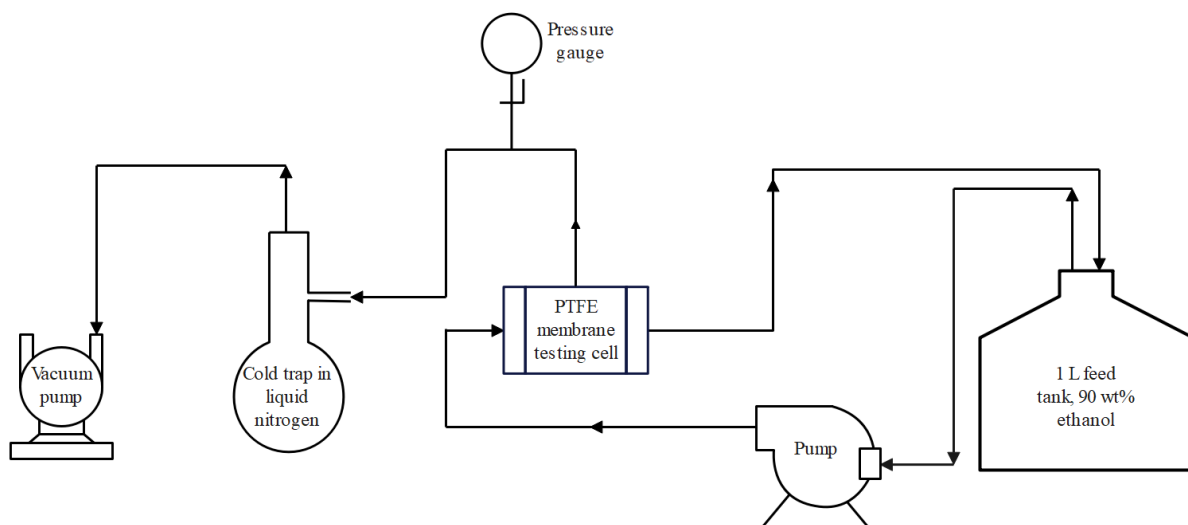 Pressure
gauge
PTFE
membrane
testing cell
Vacuum
pump
Cold trap in
liquid
nitrogen
1 L feed
tank, 90 wt%
ethanol
Pump